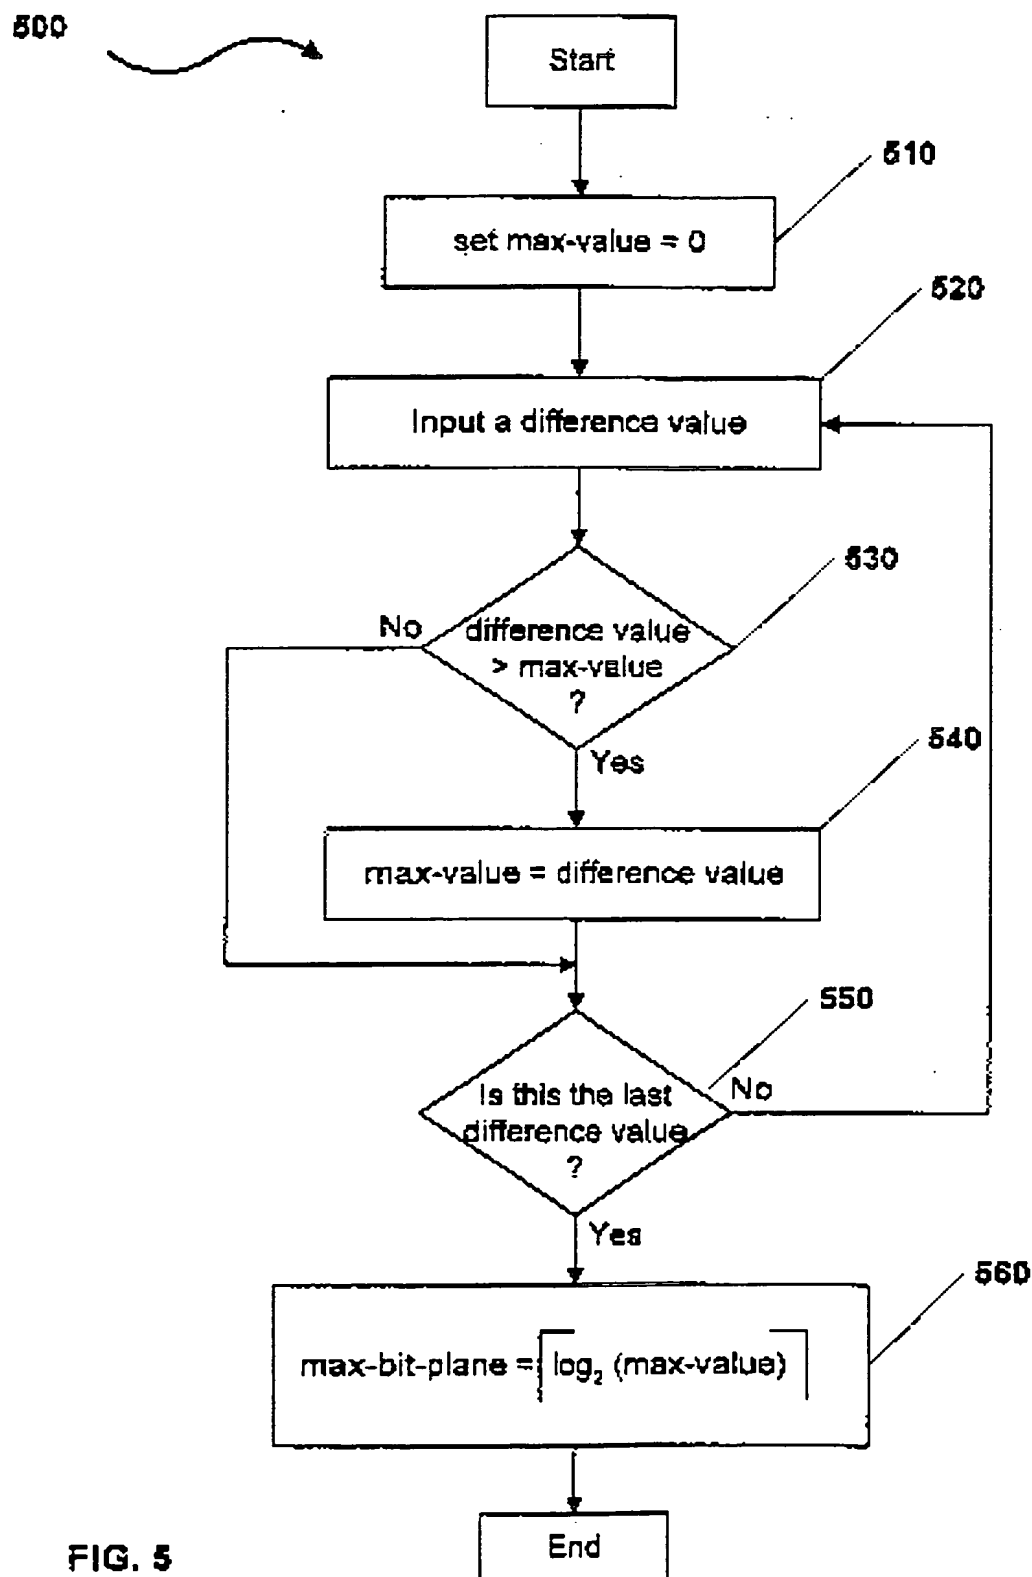 500
Start
510
set max-value = 0
520
Input a difference value
530
No
difference value
> max-value
?
Yes
540
max-value = difference value
550
Is this the last
difference value
?
No
Yes
560
max-bit-plane = ⌈log₂ (max-value)⌉
End
FIG. 5